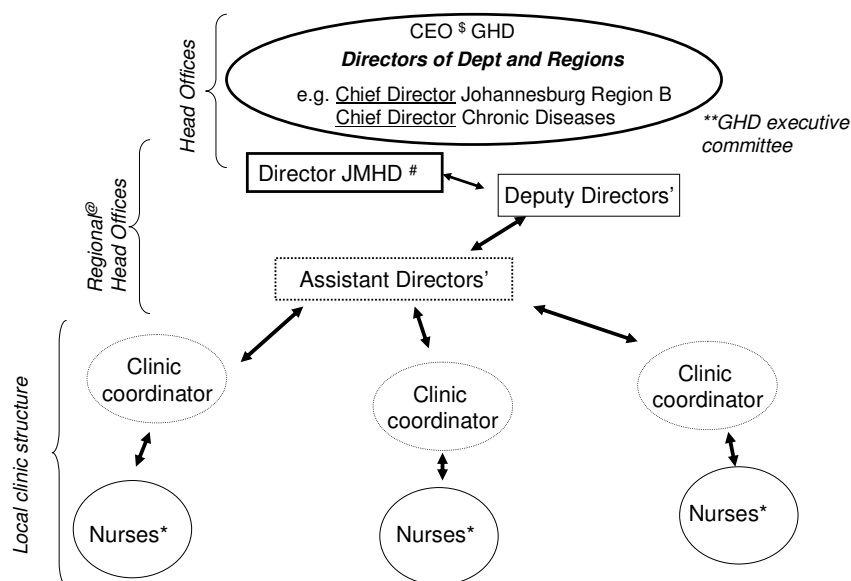 Head Offices
CEO $ GHD
Directors of Dept and Regions
e.g. Chief Director Johannesburg Region B
Chief Director Chronic Diseases
**GHD executive
committee
Regional@
Head Offices
Director JMHD #
Deputy Directors’
Assistant Directors’
Local clinic structure
Clinic
coordinator
Clinic
coordinator
Clinic
coordinator
Nurses*
Nurses*
Nurses*